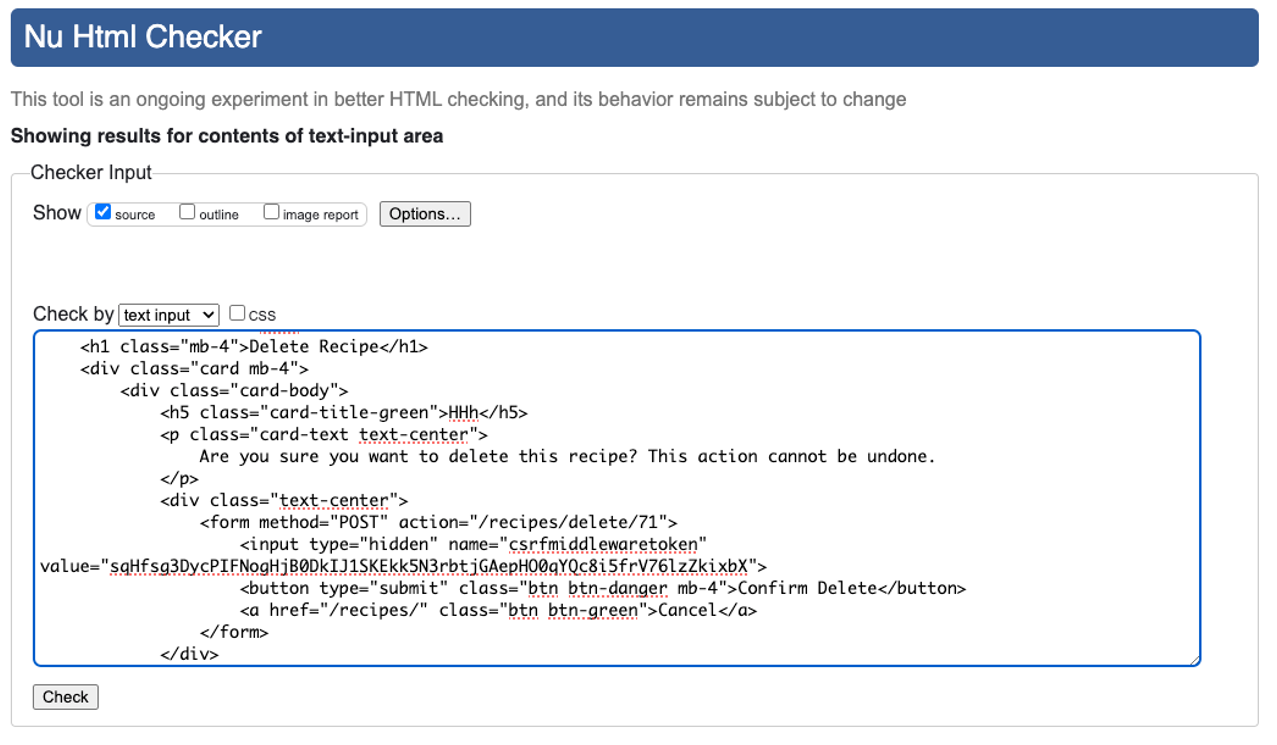 Nu Html Checker
This tool is an ongoing experiment in better HTML checking, and its behavior remains subject to change
Showing results for contents of text-input area
Checker Input
Show source outline image report Options...
Check by text input css
<h1 class="mb-4">Delete Recipe</h1>
<div class="card mb-4">
<div class="card-body">
<h5 class="card-title-green">HHh</h5>
<p class="card-text text-center">
Are you sure you want to delete this recipe? This action cannot be undone.
</p>
<div class="text-center">
<form method="POST" action="/recipes/delete/71">
<input type="hidden" name="csrfmiddlewaretoken"
value="sqHfsg3DycPIFNogHjB0DkIJ1SKEkk5N3rbtjGAepHO0qYQc8i5frV76lzZkixbX">
<button type="submit" class="btn btn-danger mb-4">Confirm Delete</button>
<a href="/recipes/" class="btn btn-green">Cancel</a>
</form>
</div>
Check